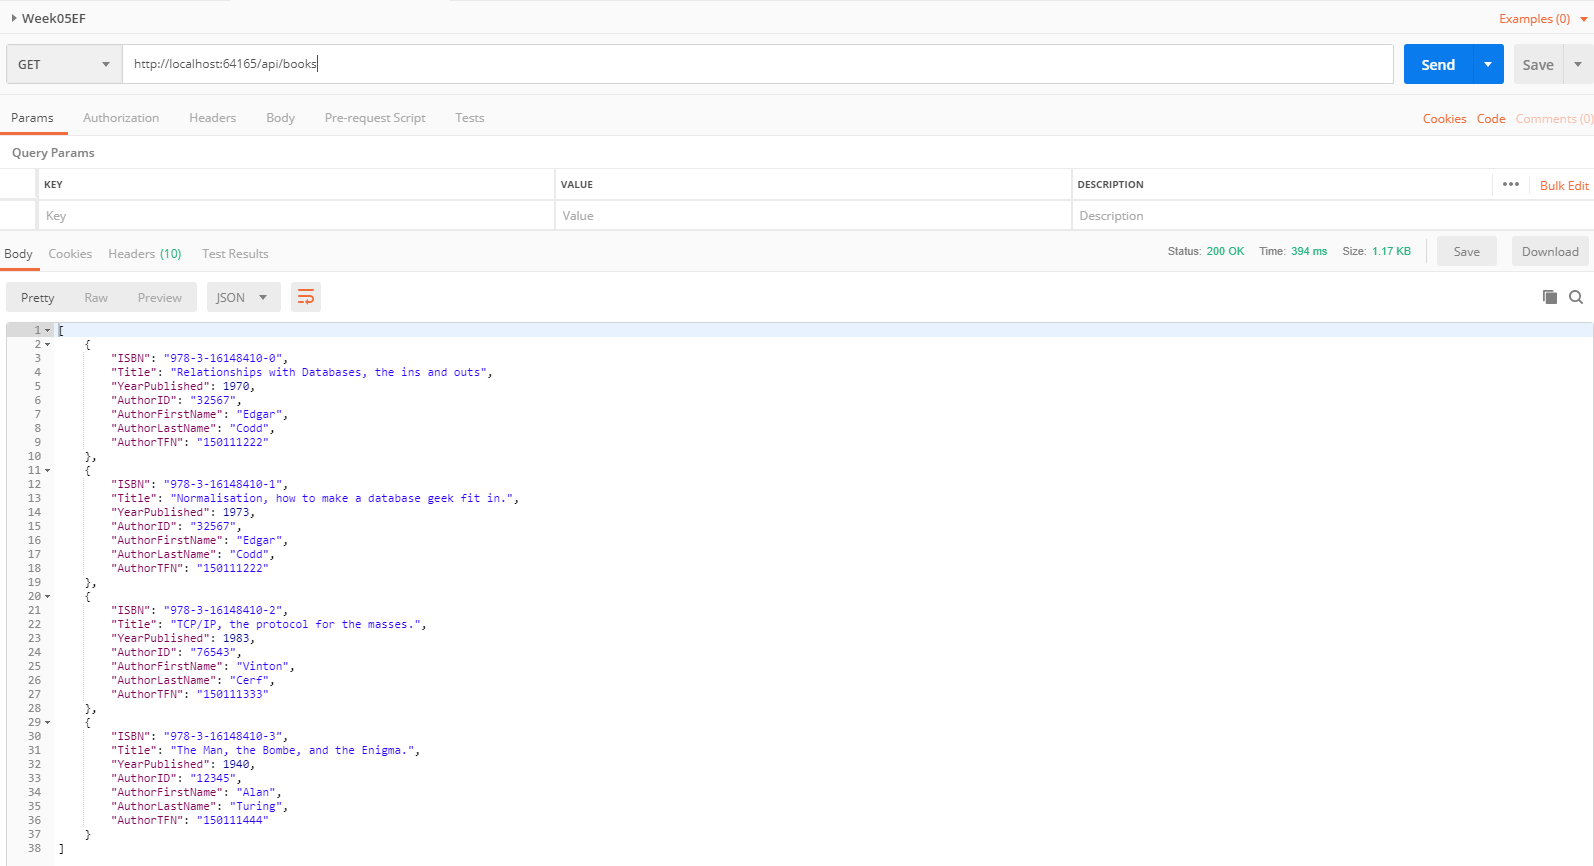 Week05EF
Examples (0)
GET
http://localhost:64165/api/books
Send
Save
Params Authorization Headers Body Pre-request Script Tests
Cookies Code Comments (0)
Query Params
KEY VALUE DESCRIPTION
••• Bulk Edit
Key Value Description
Body Cookies Headers (10) Test Results
Status: 200 OK Time: 394 ms Size: 1.17 KB
Save
Download
Pretty Raw Preview JSON
1 [
2 {
3 "ISBN": "978-3-16148410-0",
4 "Title": "Relationships with Databases, the ins and outs",
5 "YearPublished": 1970,
6 "AuthorID": "32567",
7 "AuthorFirstName": "Edgar",
8 "AuthorLastName": "Codd",
9 "AuthorTFN": "150111222"
10 },
11 {
12 "ISBN": "978-3-16148410-1",
13 "Title": "Normalisation, how to make a database geek fit in.",
14 "YearPublished": 1973,
15 "AuthorID": "32567",
16 "AuthorFirstName": "Edgar",
17 "AuthorLastName": "Codd",
18 "AuthorTFN": "150111222"
19 },
20 {
21 "ISBN": "978-3-16148410-2",
22 "Title": "TCP/IP, the protocol for the masses.",
23 "YearPublished": 1983,
24 "AuthorID": "76543",
25 "AuthorFirstName": "Vinton",
26 "AuthorLastName": "Cerf",
27 "AuthorTFN": "150111333"
28 },
29 {
30 "ISBN": "978-3-16148410-3",
31 "Title": "The Man, the Bombe, and the Enigma.",
32 "YearPublished": 1940,
33 "AuthorID": "12345",
34 "AuthorFirstName": "Alan",
35 "AuthorLastName": "Turing",
36 "AuthorTFN": "150111444"
37 }
38 ]